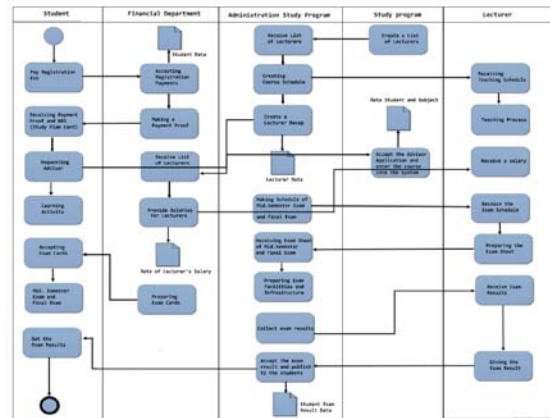 Student
Financial Department
Administration Study Program
Study program
Lecturer
Student Data
Receive List
of Lecturers
Create a List
of Lecturers
Pay Registration
Fee
Accepting
Registration
Payments
Creating
Course Schedule
Receiving
Teaching Schedule
Data Student and Subject
Receiving Payment
Proof and KRS
(Study Plan Card)
Making a
Payment Proof
Create a
Lecturer Recap
Teaching Process
Requesting
Advisor
Receive List
of Lecturers
Lecturer Data
Accept the Advisor
Application and
enter the course
into the system
Receive a salary
Learning
Activity
Provide Salaries
for Lecturers
Making Schedule of
Mid-Semester Exam
and Final Exam
the Exam Schedule
Accepting
Exam Cards
Note of Lecturer's Salary
Receiving Exam Sheet
of Mid-Semester
and Final Exam
Preparing the
Exam Sheet
Mid. Semester
Exam and
Final Exam
Preparing
Exam Cards
Preparing Exam
Facilities and
Infrastructure
Receive Exam
Results
Collect exam results
Get the
Exam Results
Accept the exam
result and publish
to the students
Giving the
Exam Result
Student Exam
Result Data